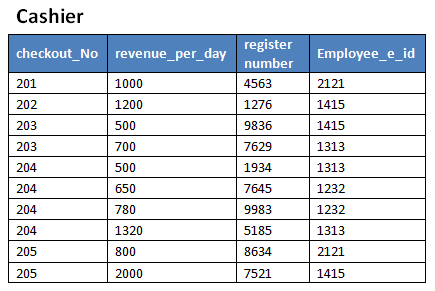 Cashier
checkout_No revenue_per_day register number Employee_e_id
201 1000 4563 2121
202 1200 1276 1415
203 500 9836 1415
203 700 7629 1313
204 500 1934 1313
204 650 7645 1232
204 780 9983 1232
204 1320 5185 1313
205 800 8634 2121
205 2000 7521 1415